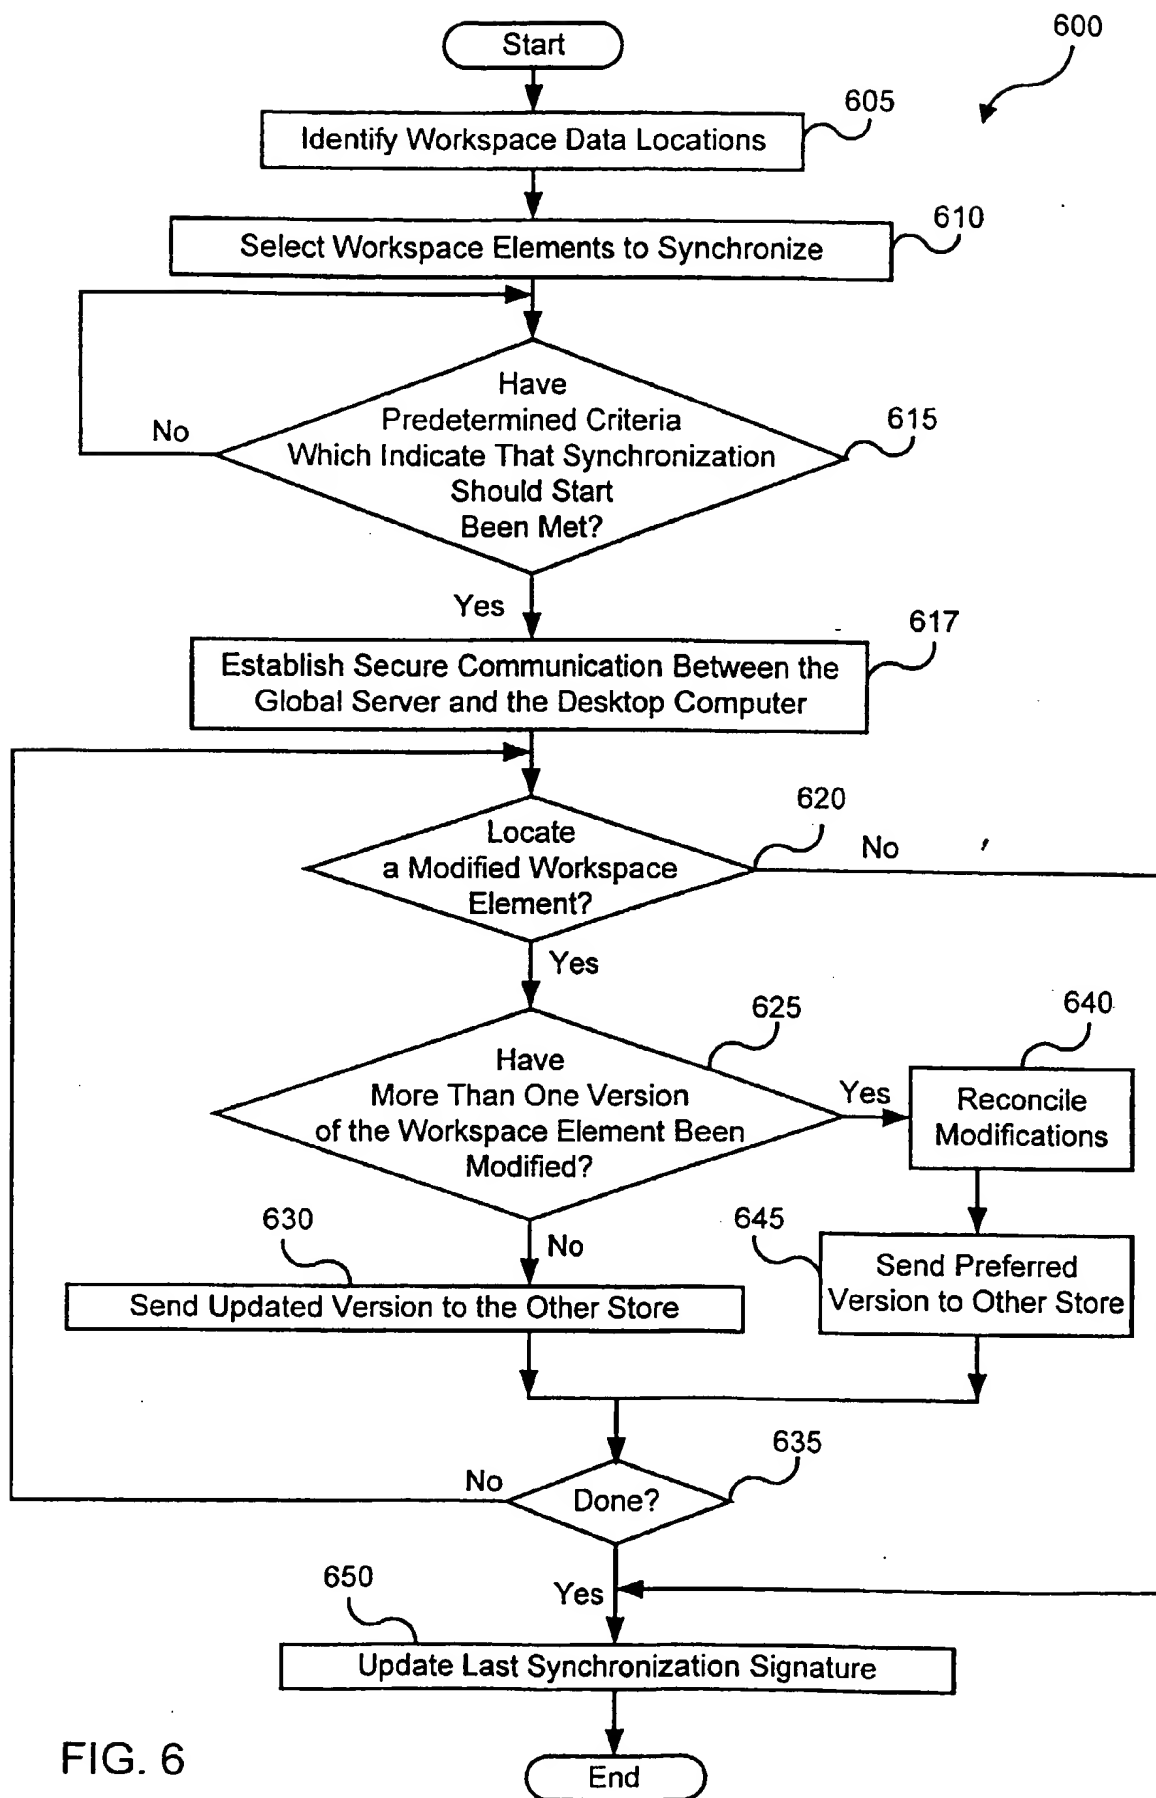 Start
600
605
Identify Workspace Data Locations
610
Select Workspace Elements to Synchronize
Have
Predetermined Criteria
Which Indicate That Synchronization
Should Start
Been Met?
615
No
Yes
617
Establish Secure Communication Between the
Global Server and the Desktop Computer
620
Locate
a Modified Workspace
Element?
No
Yes
625
640
Have
More Than One Version
of the Workspace Element Been
Modified?
Yes
Reconcile
Modifications
630
No
645
Send Updated Version to the Other Store
Send Preferred
Version to Other Store
635
No
Done?
Yes
650
Update Last Synchronization Signature
End
FIG. 6